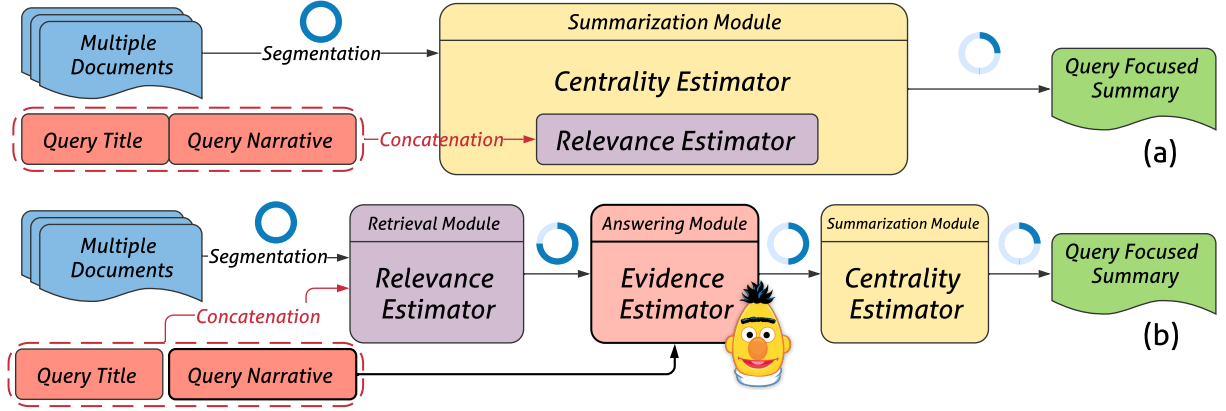 Multiple
Documents
Segmentation
Query Title
Query Narrative
Concatenation
Summarization Module
Centrality Estimator
Relevance Estimator
Query Focused
Summary
(a)
Multiple
Documents
Segmentation
Concatenation
Query Title
Query Narrative
Retrieval Module
Relevance
Estimator
Answering Module
Evidence
Estimator
Summarization Module
Centrality
Estimator
Query Focused
Summary
(b)